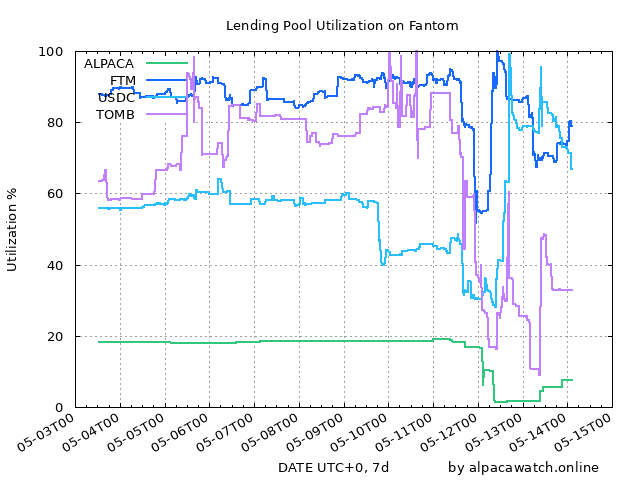 Lending Pool Utilization on Fantom
100
80
60
40
20
0
Utilization %
ALPACA
FTM
USDC
TOMB
05-03T00
05-04T00
05-05T00
05-06T00
05-07T00
05-08T00
05-09T00
05-10T00
05-11T00
05-12T00
05-13T00
05-14T00
05-15T00
DATE UTC+0, 7d
by alpacawatch.online